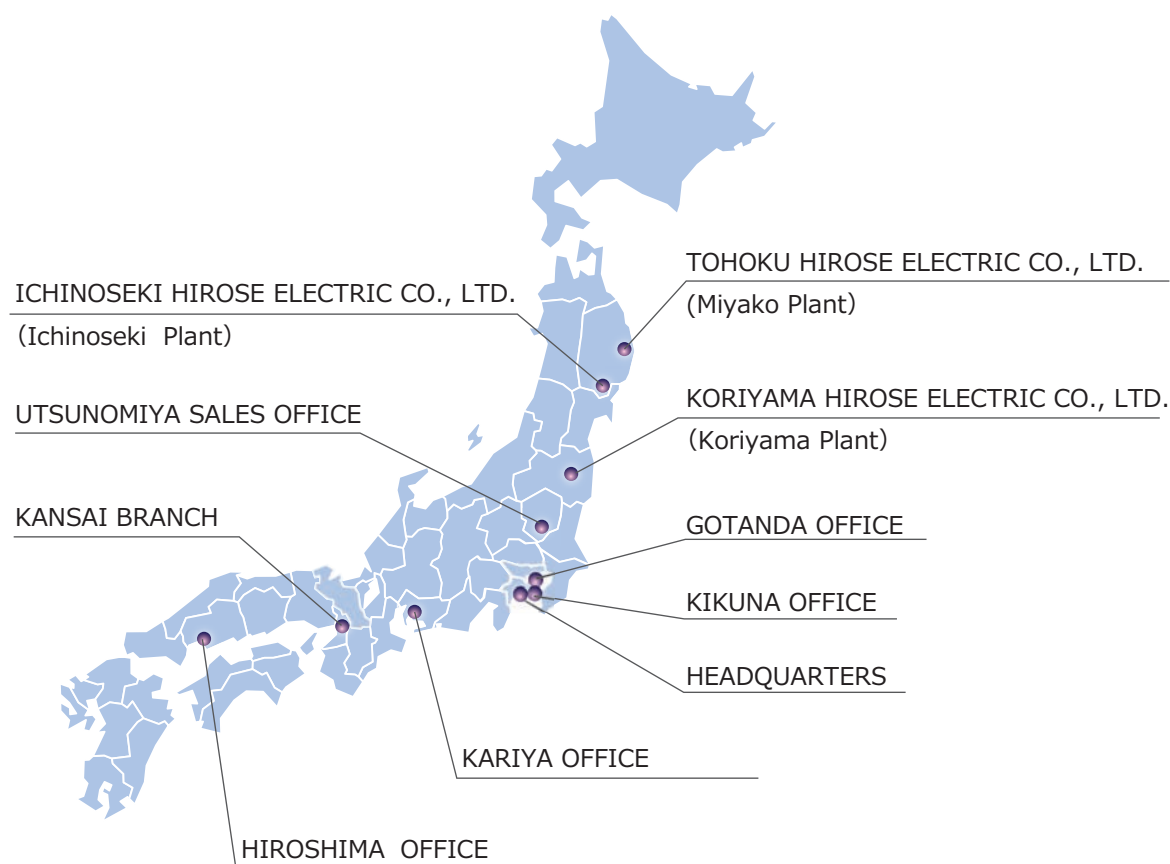 TOHOKU HIROSE ELECTRIC CO., LTD.
(Miyako Plant)
ICHINOSEKI HIROSE ELECTRIC CO., LTD.
（Ichinoseki Plant）
KORIYAMA HIROSE ELECTRIC CO., LTD.
（Koriyama Plant）
UTSUNOMIYA SALES OFFICE
KANSAI BRANCH
GOTANDA OFFICE
KIKUNA OFFICE
HEADQUARTERS
KARIYA OFFICE
HIROSHIMA OFFICE